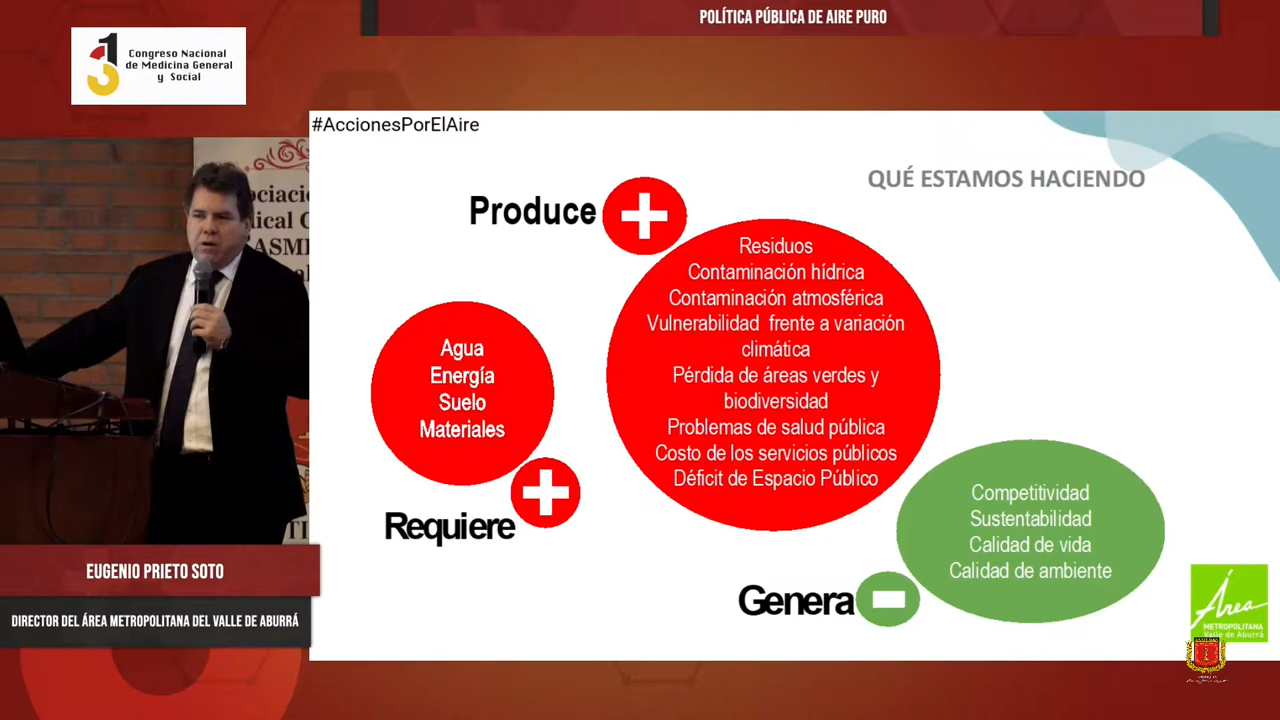 POLÍTICA PÚBLICA DE AIRE PURO
Congreso Nacional
de Medicina General
y Social
#AccionesPorElAire
QUÉ ESTAMOS HACIENDO
Produce
Residuos
Contaminación hídrica
Contaminación atmosférica
Vulnerabilidad frente a variación
climática
Pérdida de áreas verdes y
biodiversidad
Problemas de salud pública
Costo de los servicios públicos
Déficit de Espacio Público
Agua
Energía
Suelo
Materiales
Requiere
Competitividad
Sustentabilidad
Calidad de vida
Calidad de ambiente
Genera
EUGENIO PRIETO SOTO
DIRECTOR DEL ÁREA METROPOLITANA DEL VALLE DE ABURRÁ
Área
METROPOLITANA
Valle de Aburrá